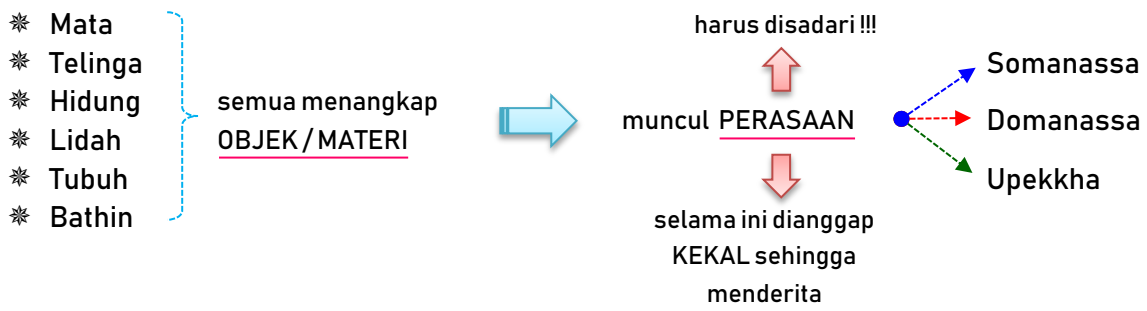 Mata
Telinga
Hidung
Lidah
Tubuh
Bathin
semua menangkap
OBJEK / MATERI
harus disadari !!!
muncul PERASAAN
selama ini dianggap
KEKAL sehingga
menderita
Somanassa
Domanassa
Upekkha